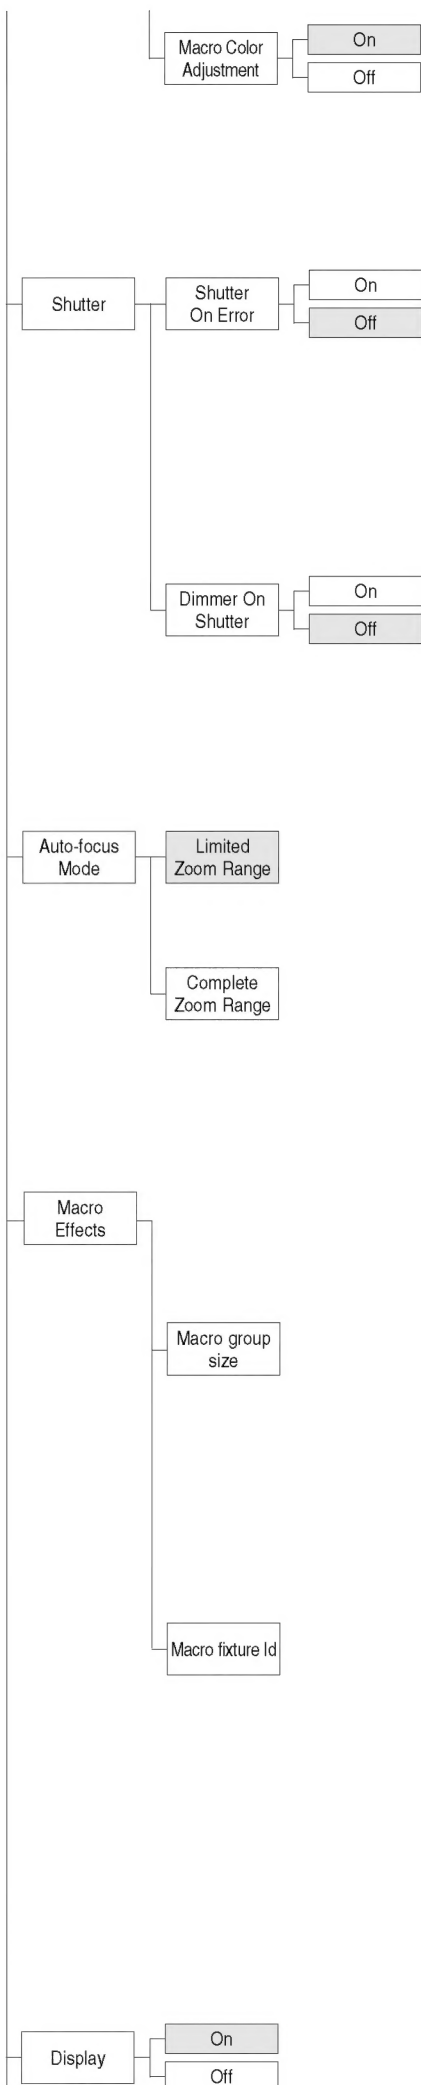 Macro Color
Adjustment
On
Off
Shutter
Shutter
On Error
On
Off
Dimmer On
Shutter
On
Off
Auto-focus
Mode
Limited
Zoom Range
Complete
Zoom Range
Macro
Effects
Macro group
size
Macro fixture Id
Display
On
Off